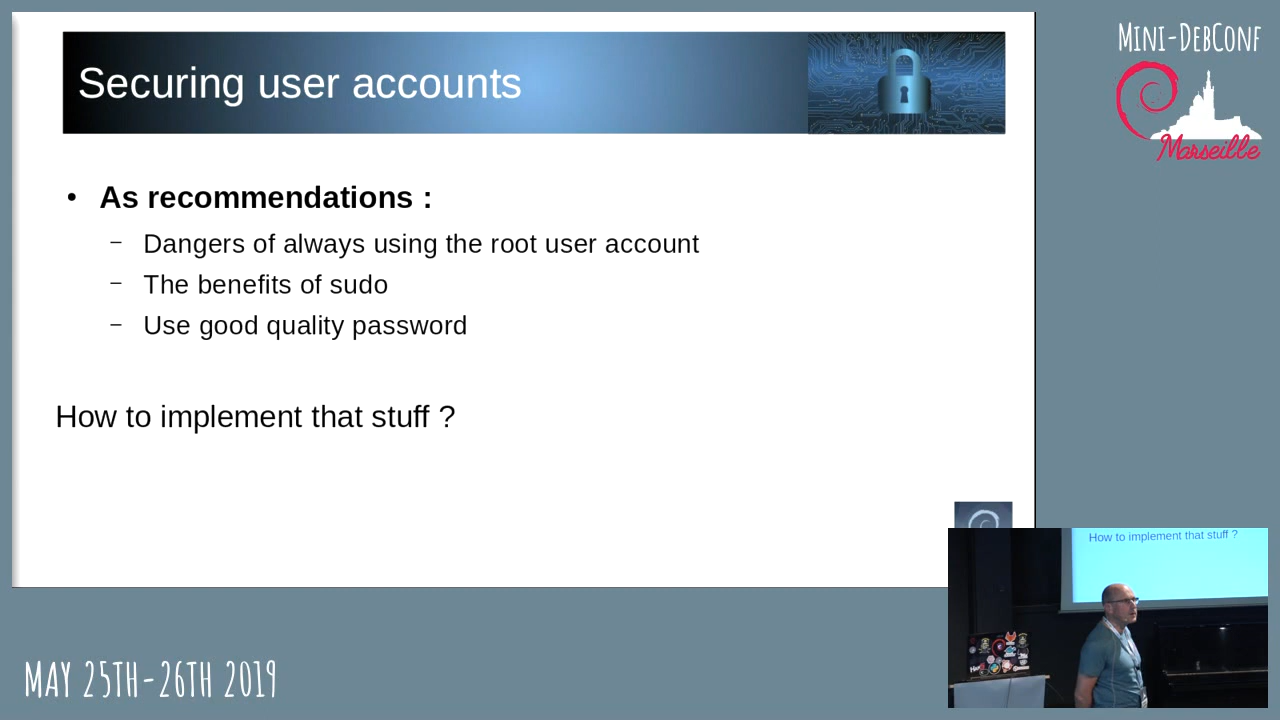 Securing user accounts
MINI-DEBCONF
Marseille
• As recommendations :
– Dangers of always using the root user account
– The benefits of sudo
– Use good quality password
How to implement that stuff ?
How to implement that stuff ?
MAY 25TH-26TH 2019